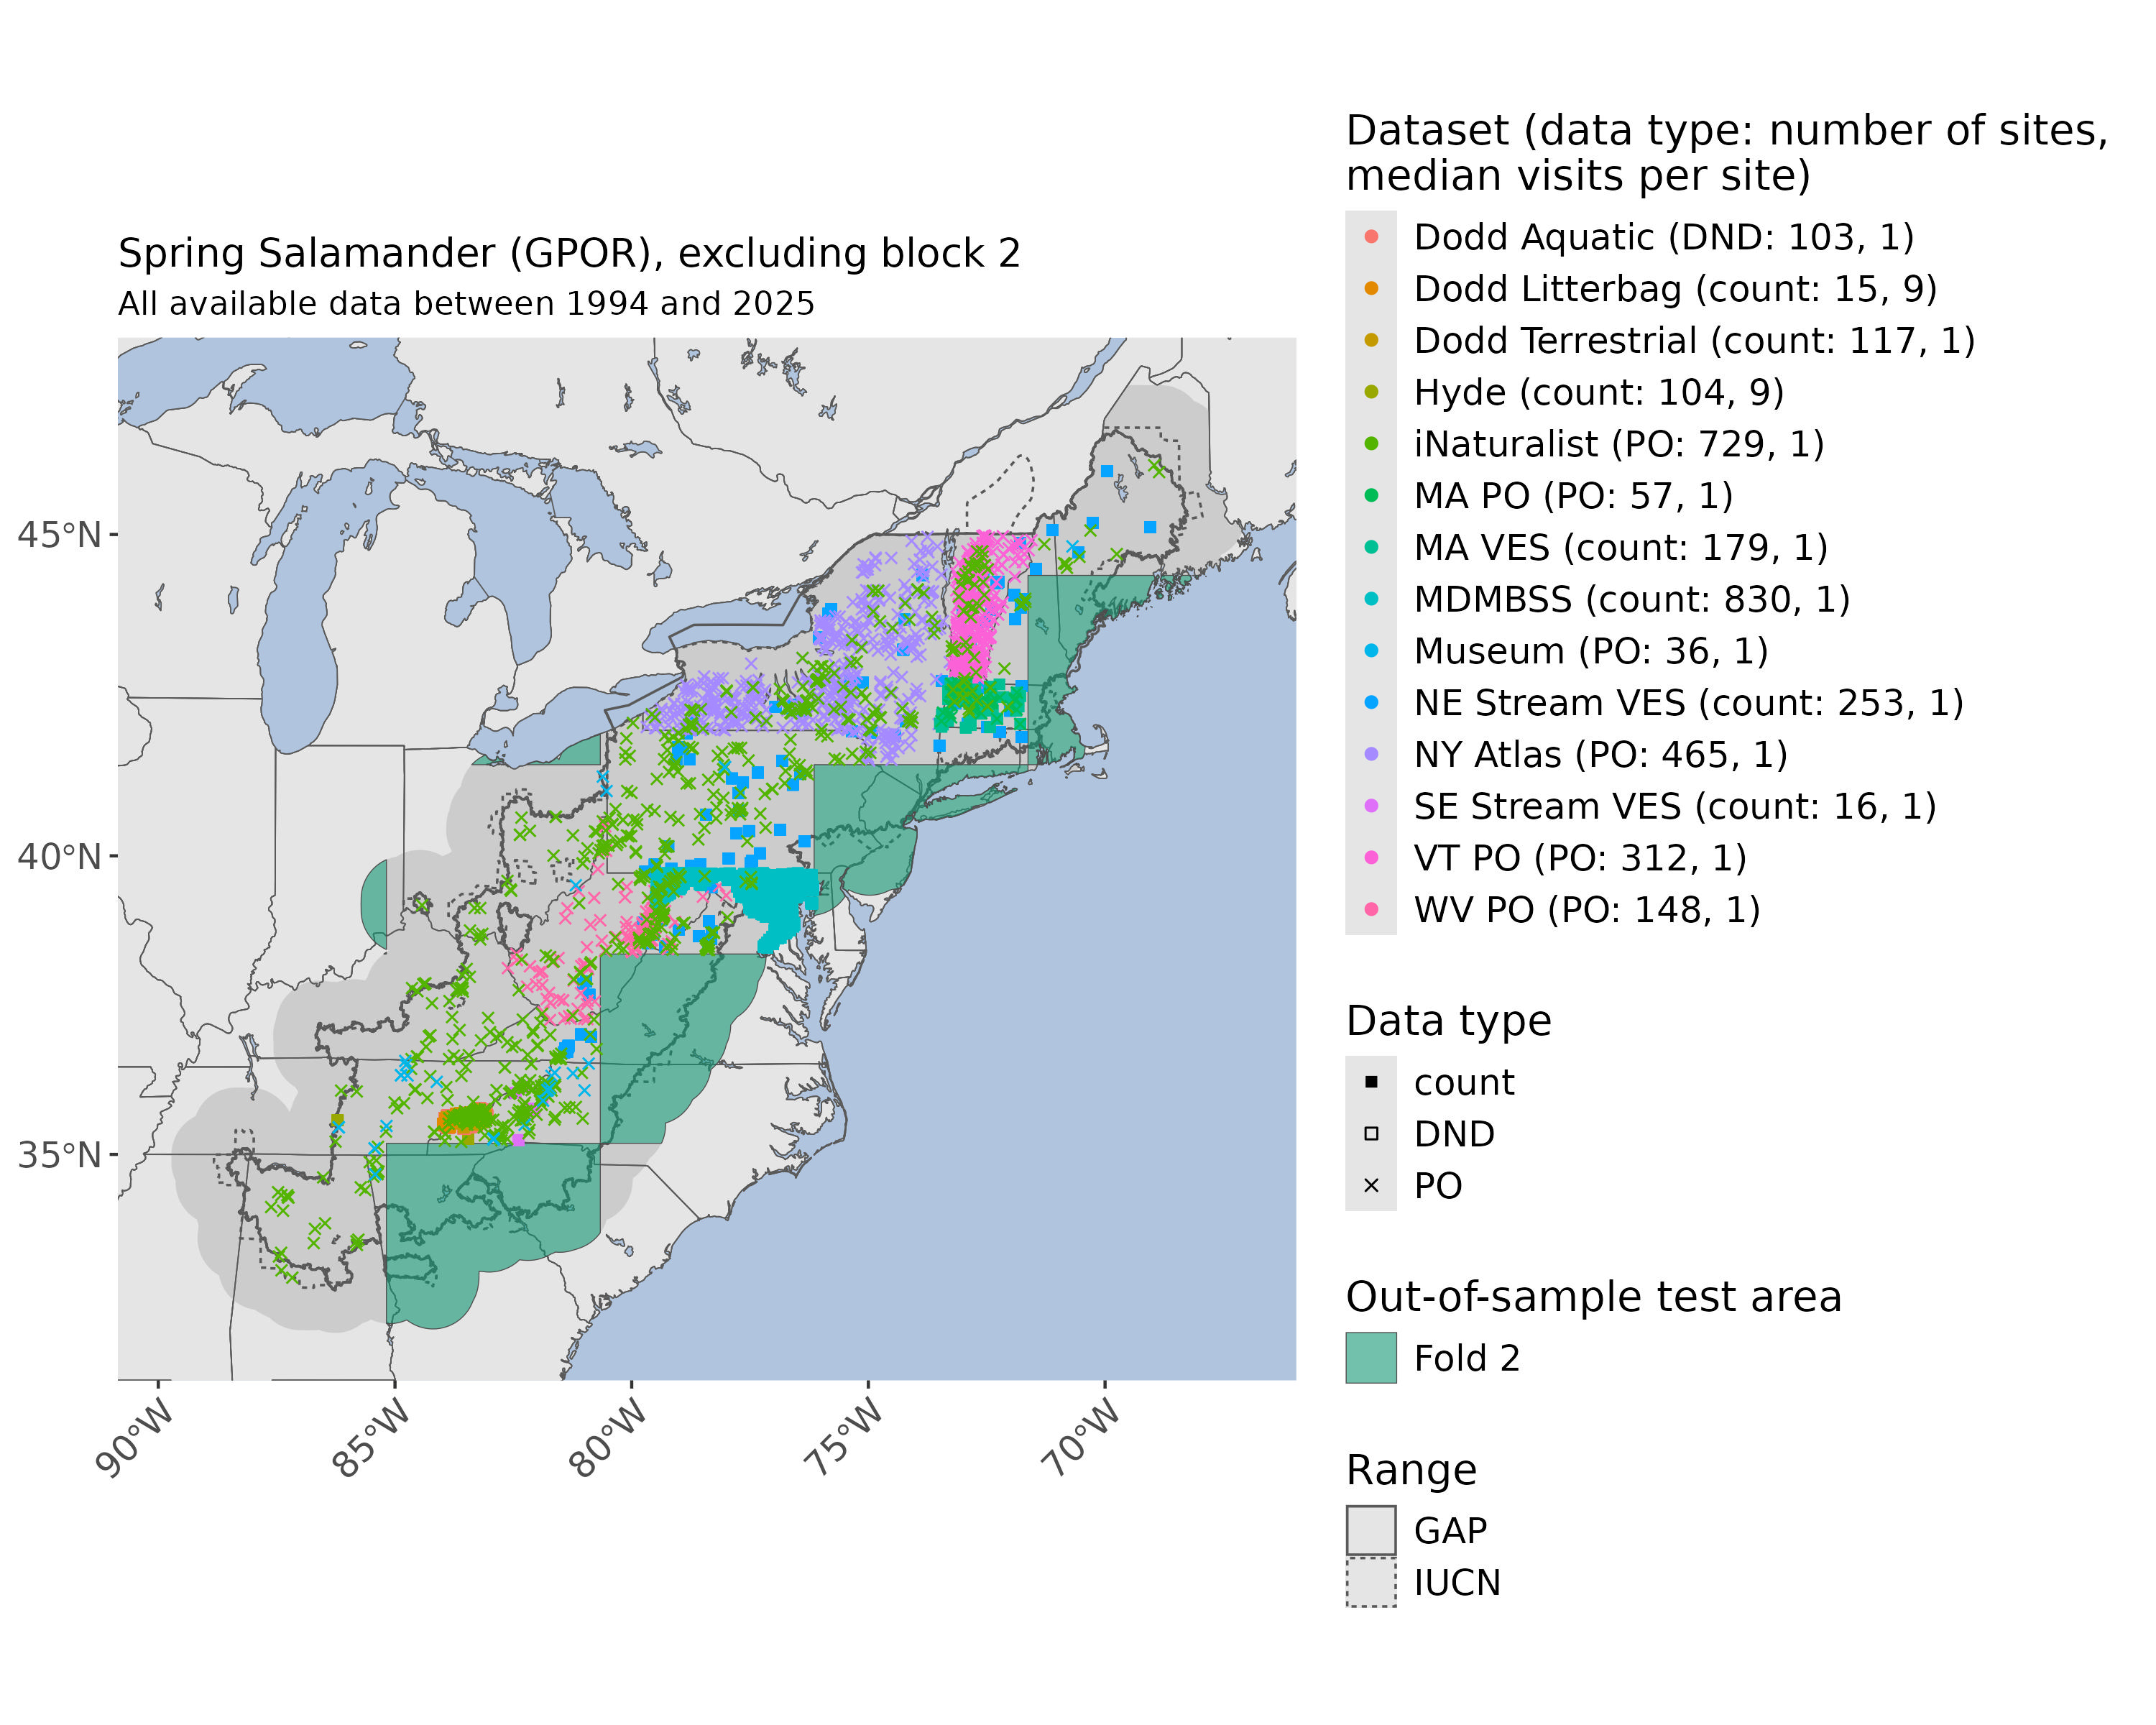 Spring Salamander (GPOR), excluding block 2
All available data between 1994 and 2025
45°N
40°N
35°N
90°W
85°W
80°W
75°W
70°W
Dataset (data type: number of sites,
median visits per site)
Dodd Aquatic (DND: 103, 1)
Dodd Litterbag (count: 15, 9)
Dodd Terrestrial (count: 117, 1)
Hyde (count: 104, 9)
iNaturalist (PO: 729, 1)
MA PO (PO: 57, 1)
MA VES (count: 179, 1)
MDMBSS (count: 830, 1)
Museum (PO: 36, 1)
NE Stream VES (count: 253, 1)
NY Atlas (PO: 465, 1)
SE Stream VES (count: 16, 1)
VT PO (PO: 312, 1)
WV PO (PO: 148, 1)
Data type
count
DND
PO
Out-of-sample test area
Fold 2
Range
GAP
IUCN